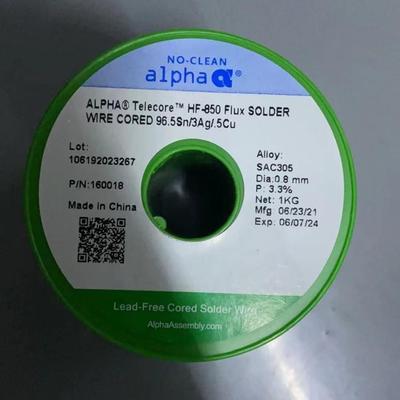 NO-CLEAN
alpha α
ALPHA® Telecore™ HF-850 Flux SOLDER
WIRE CORED 96.5Sn/3Ag/.5Cu
Lot:
106192023267
P/N:160018
Made in China
Alloy:
SAC305
Dia:0.8 mm
P: 3.3%
Net: 1KG
Mfg: 06/23/21
Exp: 06/07/24
Lead-Free Cored Solder Wire
AlphaAssembly.com